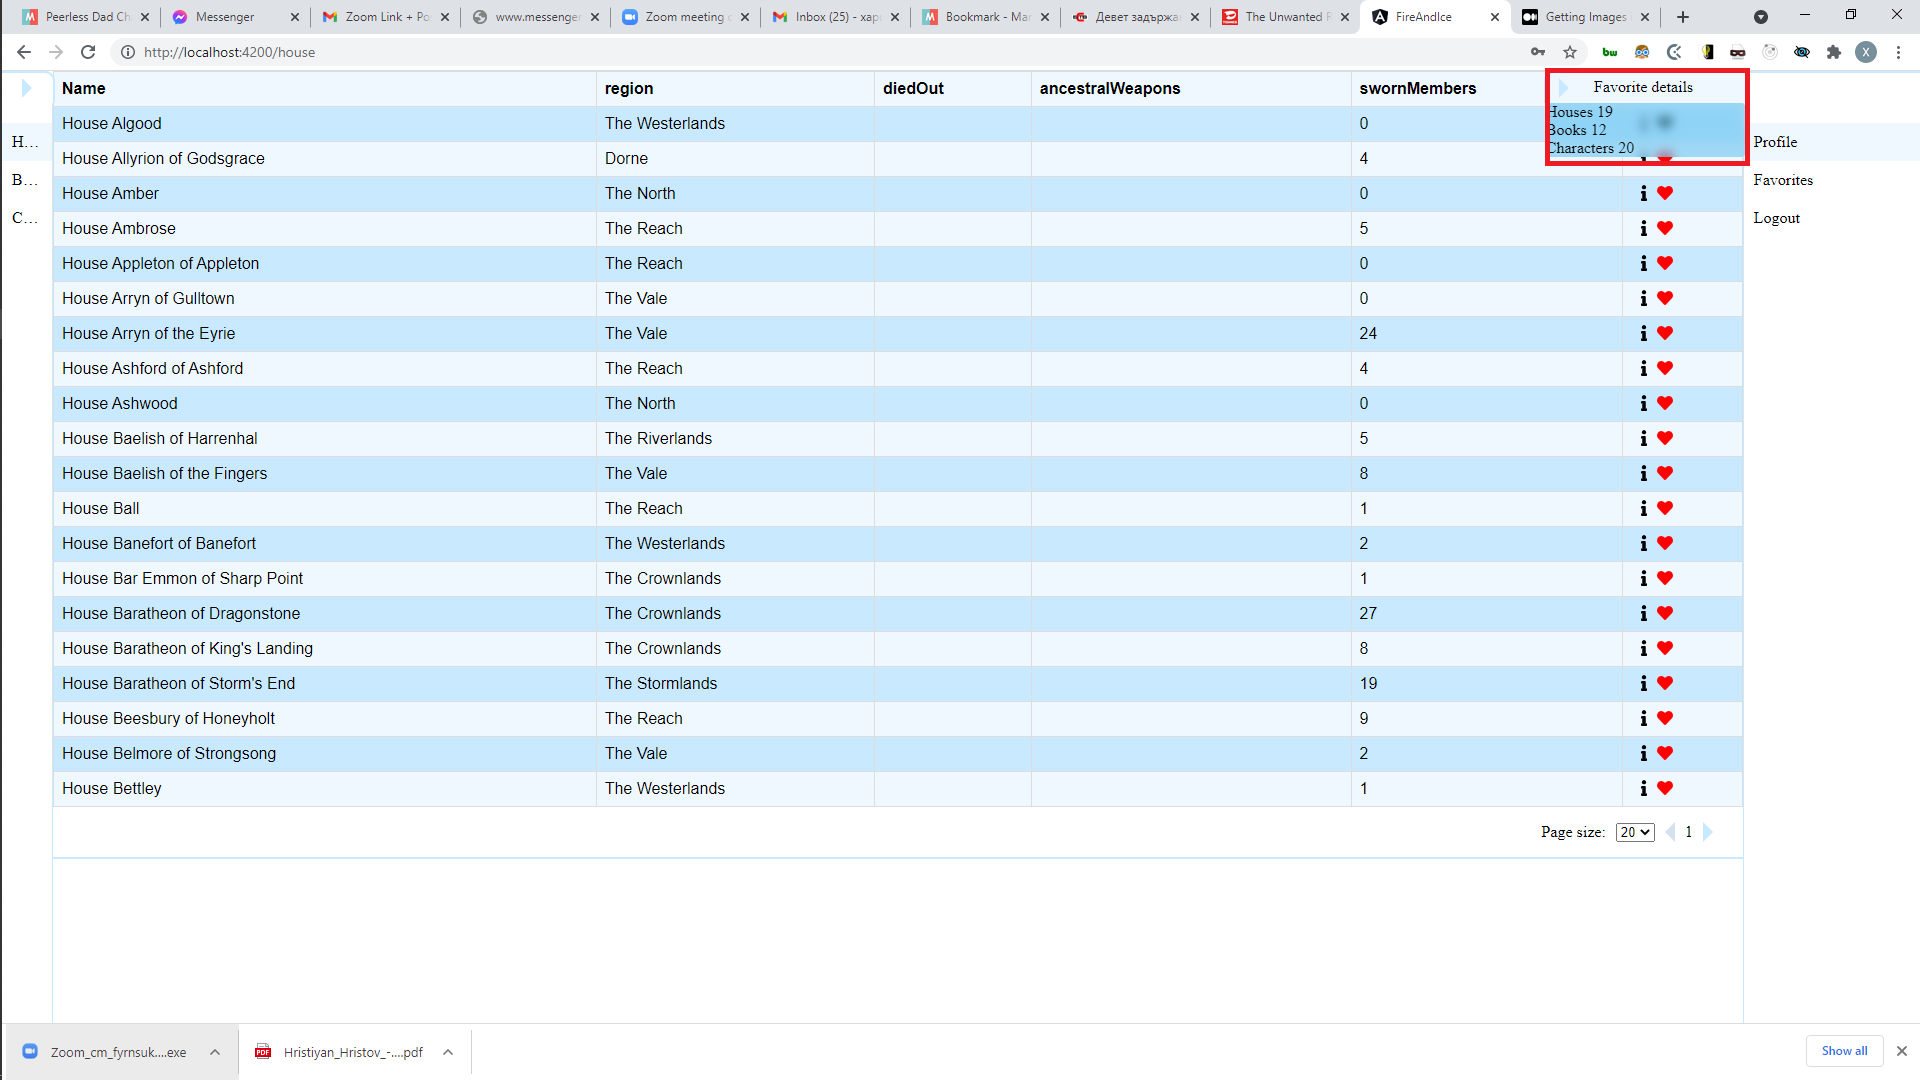 Peerless Dad Ch
Messenger
Zoom Link + Po
www.messenge
Zoom meeting
Inbox (25) - xap
Bookmark - Mar
Девет задържа
The Unwanted
FireAndIce
Getting Images
http://localhost:4200/house
bw
X
Name region diedOut ancestralWeapons swornMembers
Favorite details
Houses 19
Books 12
Characters 20
H...
B...
C...
House Algood The Westerlands 0
House Allyrion of Godsgrace Dorne 4
House Amber The North 0
House Ambrose The Reach 5
House Appleton of Appleton The Reach 0
House Arryn of Gulltown The Vale 0
House Arryn of the Eyrie The Vale 24
House Ashford of Ashford The Reach 4
House Ashwood The North 0
House Baelish of Harrenhal The Riverlands 5
House Baelish of the Fingers The Vale 8
House Ball The Reach 1
House Banefort of Banefort The Westerlands 2
House Bar Emmon of Sharp Point The Crownlands 1
House Baratheon of Dragonstone The Crownlands 27
House Baratheon of King's Landing The Crownlands 8
House Baratheon of Storm's End The Stormlands 19
House Beesbury of Honeyholt The Reach 9
House Belmore of Strongsong The Vale 2
House Bettley The Westerlands 1
Profile
Favorites
Logout
Page size: 20 1
Zoom_cm_fyrnsuk....exe
PDF
Hristiyan_Hristov_-....pdf
Show all